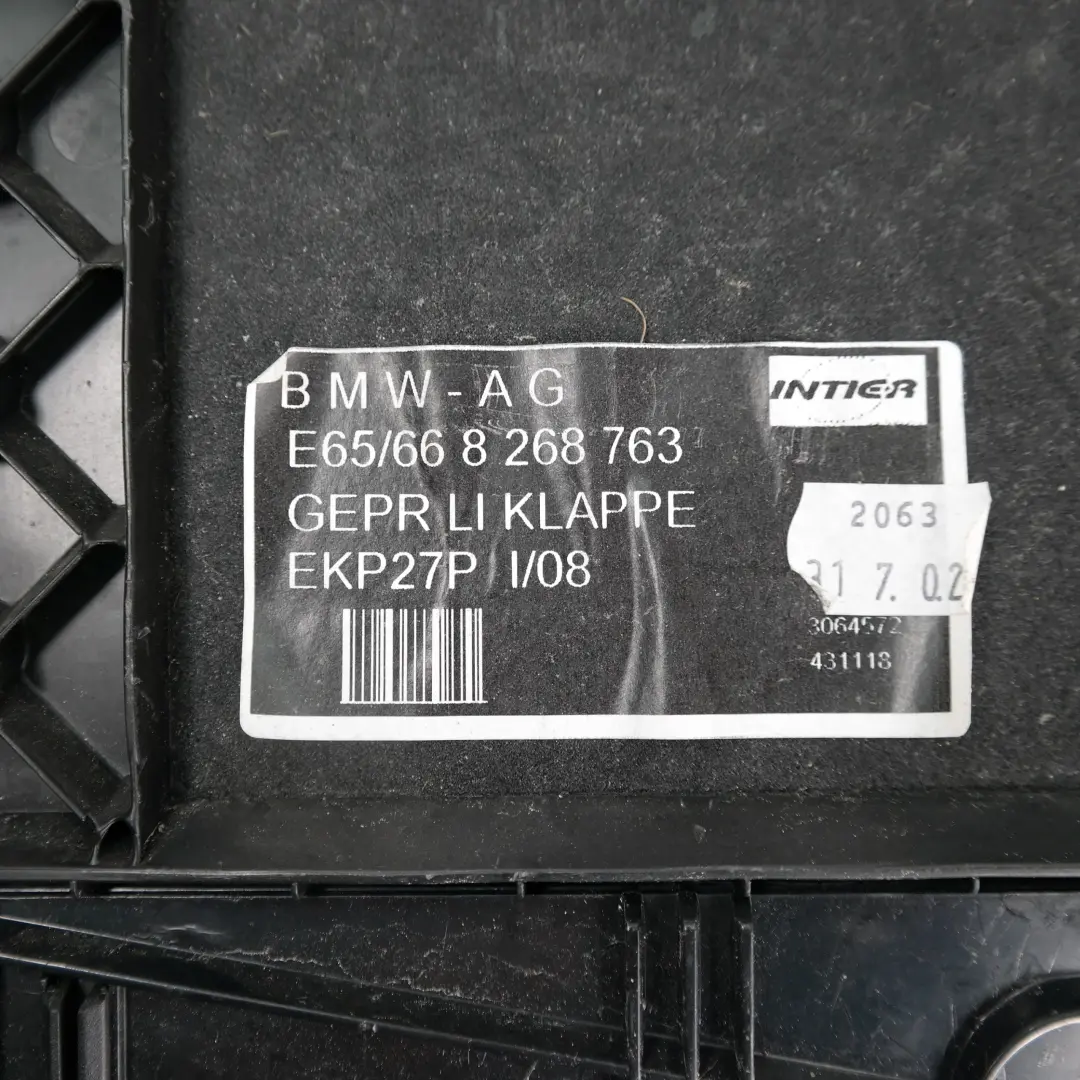 BMW-AG
INTIER
E65/66 8 268 763
GEPR LI KLAPPE
EKP27P I/08
2063
31 7. 02
3064572
431118